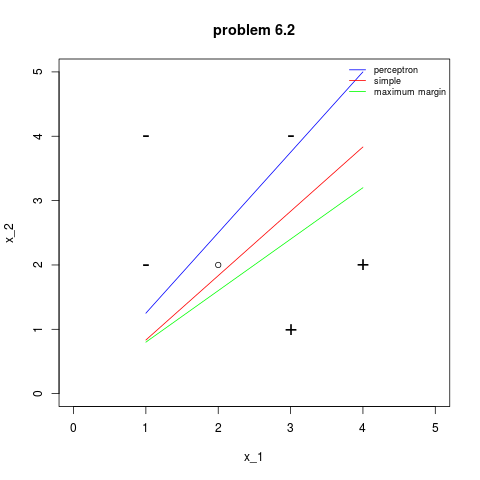 problem 6.2
perceptron
simple
maximum margin
x_2
5
4
3
2
1
0
0 1 2 3 4 5
x_1